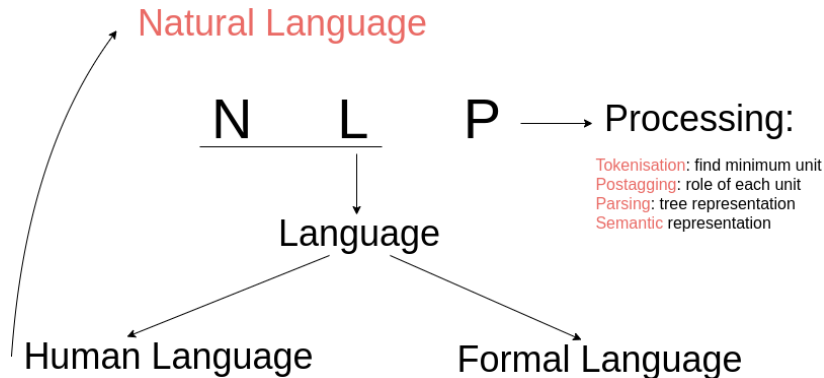 Natural Language
N L P
Processing:
Tokenisation: find minimum unit
Postagging: role of each unit
Parsing: tree representation
Semantic representation
Language
Human Language
Formal Language